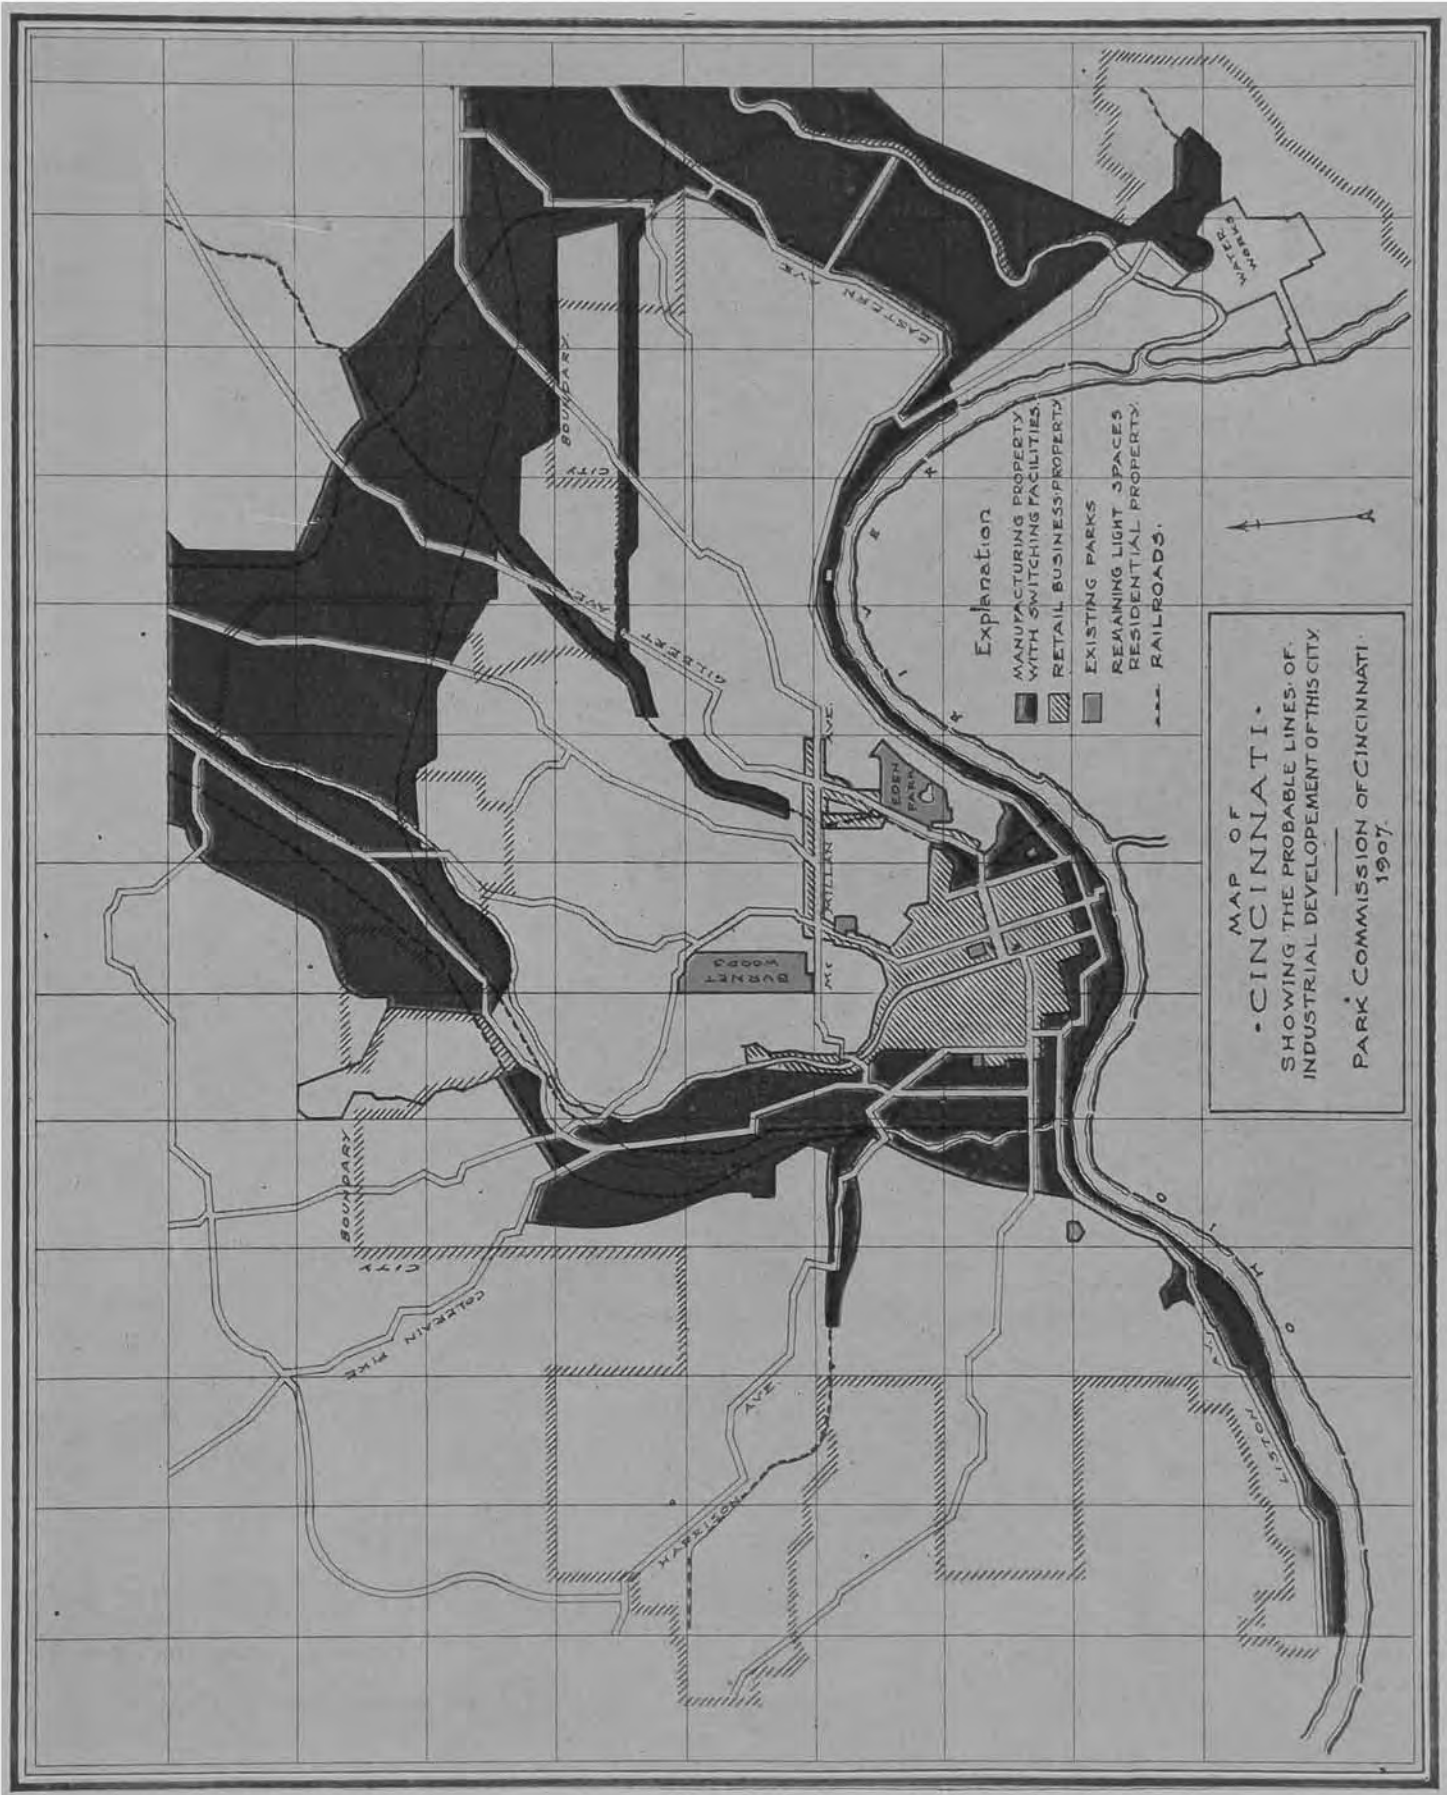 MAP OF
• CINCINNATI •
SHOWING THE PROBABLE LINES OF
INDUSTRIAL DEVELOPEMENT OF THIS CITY
PARK COMMISSION OF CINCINNATI.
1907.
Explanation
MANUFACTURING PROPERTY
WITH SWITCHING FACILITIES.
RETAIL BUSINESS PROPERTY
EXISTING PARKS
REMAINING LIGHT SPACES
RESIDENTIAL PROPERTY.
RAILROADS.
COLERAIN PIKE
CITY
BOUNDARY
HARRISON
AVE.
LISTON
AV.
BURNET
WOODS
Mc MILLAN AVE.
EDEN
PARK
GILBERT
AVE.
CITY
BOUNDARY.
EASTERN AVE
WATER
WORKS
OHIO
RIVER